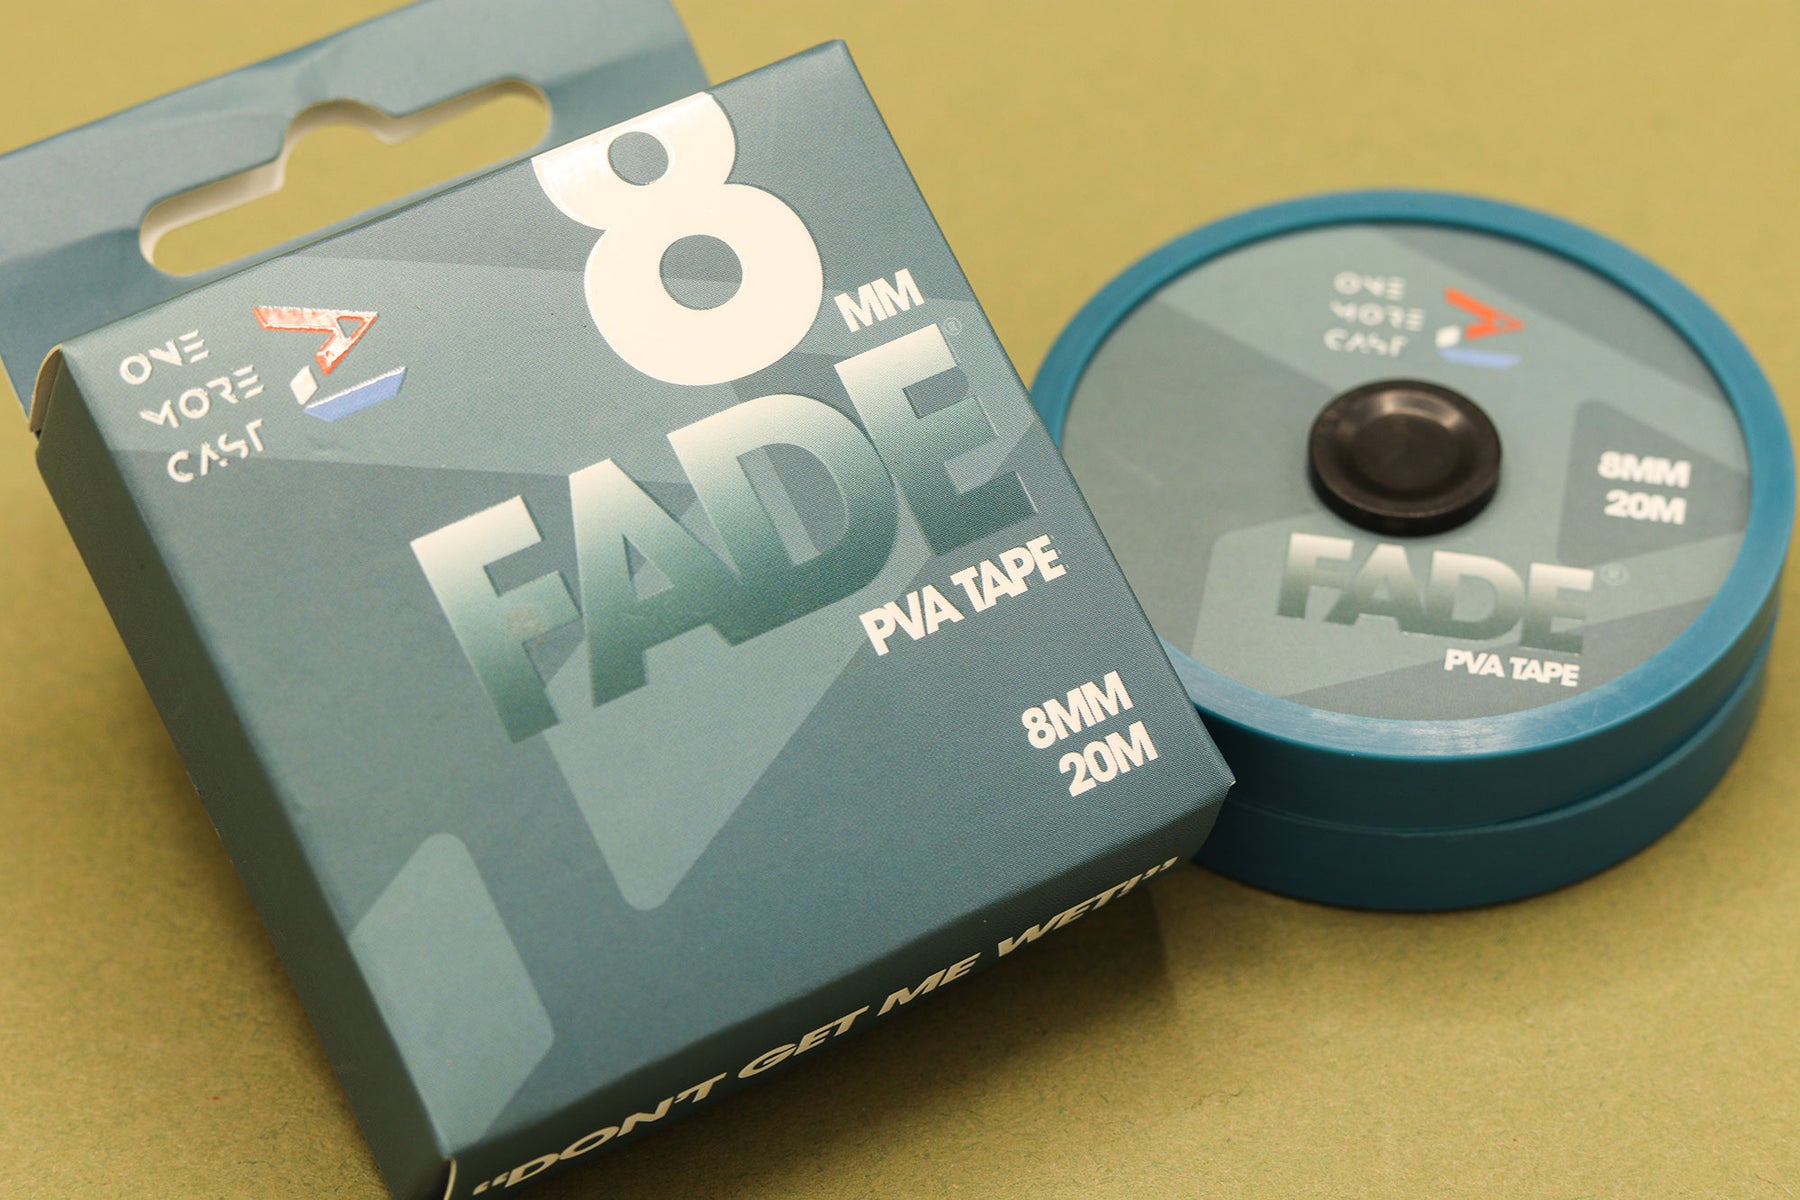 ONE
MORE
CAST
8
MM
FADE®
PVA TAPE
8MM
20M
"DON'T GET ME WET!"
ONE
MORE
CAST
8MM
20M
FADE®
PVA TAPE